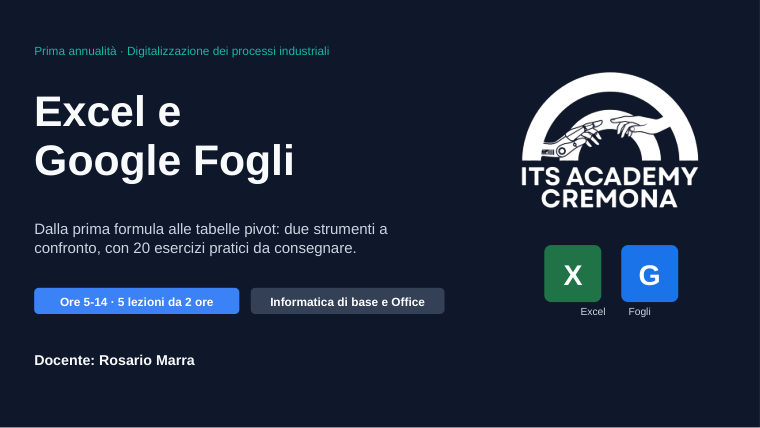 Prima annualità · Digitalizzazione dei processi industriali
Excel e
Google Fogli
Dalla prima formula alle tabelle pivot: due strumenti a
confronto, con 20 esercizi pratici da consegnare.
Ore 5-14 · 5 lezioni da 2 ore
Informatica di base e Office
Docente: Rosario Marra
ITS ACADEMY
CREMONA
X
G
Excel
Fogli